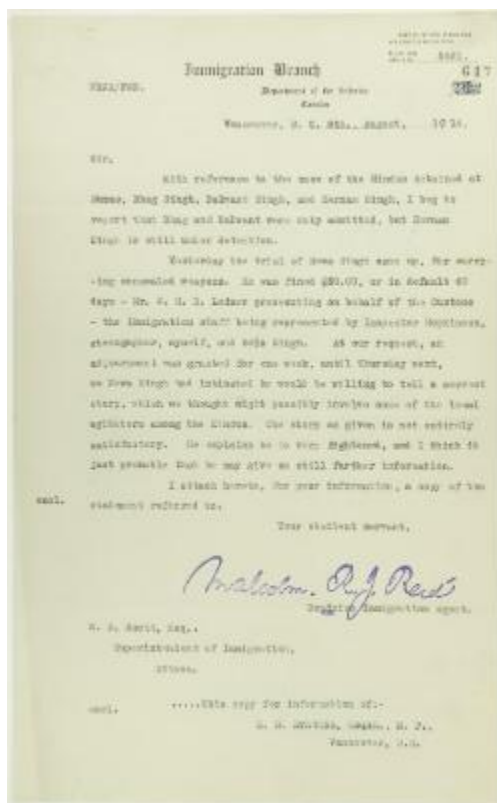 617
Immigration Branch
Department of the Interior
Canada
Vancouver, B. C. 8th., August, 1914.
Sir,
With reference to the case of the Hindus detained at
Sumas, Bhag Singh, Balwant Singh, and Harnam Singh, I beg to
report that Bhag and Balwant were only admitted, but Harnam
Singh is still under detention.
Yesterday the trial of Mewa Singh came up, for carry-
-ing concealed weapons. He was fined $50.00, or in default 60
days - Mr. presenting on behalf of the Customs
- the Immigration staff being represented by Inspector Hopkinson,
stenographer, myself, and Singh. At our request, an
adjournment was granted for one week, until Thursday next,
as Mewa Singh had intimated he would be willing to tell a correct
story, which we thought might possibly involve some of the local
agitators among the Hindus. The story as given is not entirely
satisfactory. He explains he is very frightened, and I think it
just probable that he may give us still further information.
I attach hereto, for your information, a copy of the
encl.
statement referred to.
Your obedient servant,
Malcolm. R. J. Reid
Dominion Immigration Agent.
W. D. Scott, Esq.,
Superintendent of Immigration,
Ottawa.
encl.
.....this copy for information of:-
H. H. Stevens, Esq., M. P.,
Vancouver, B.C.